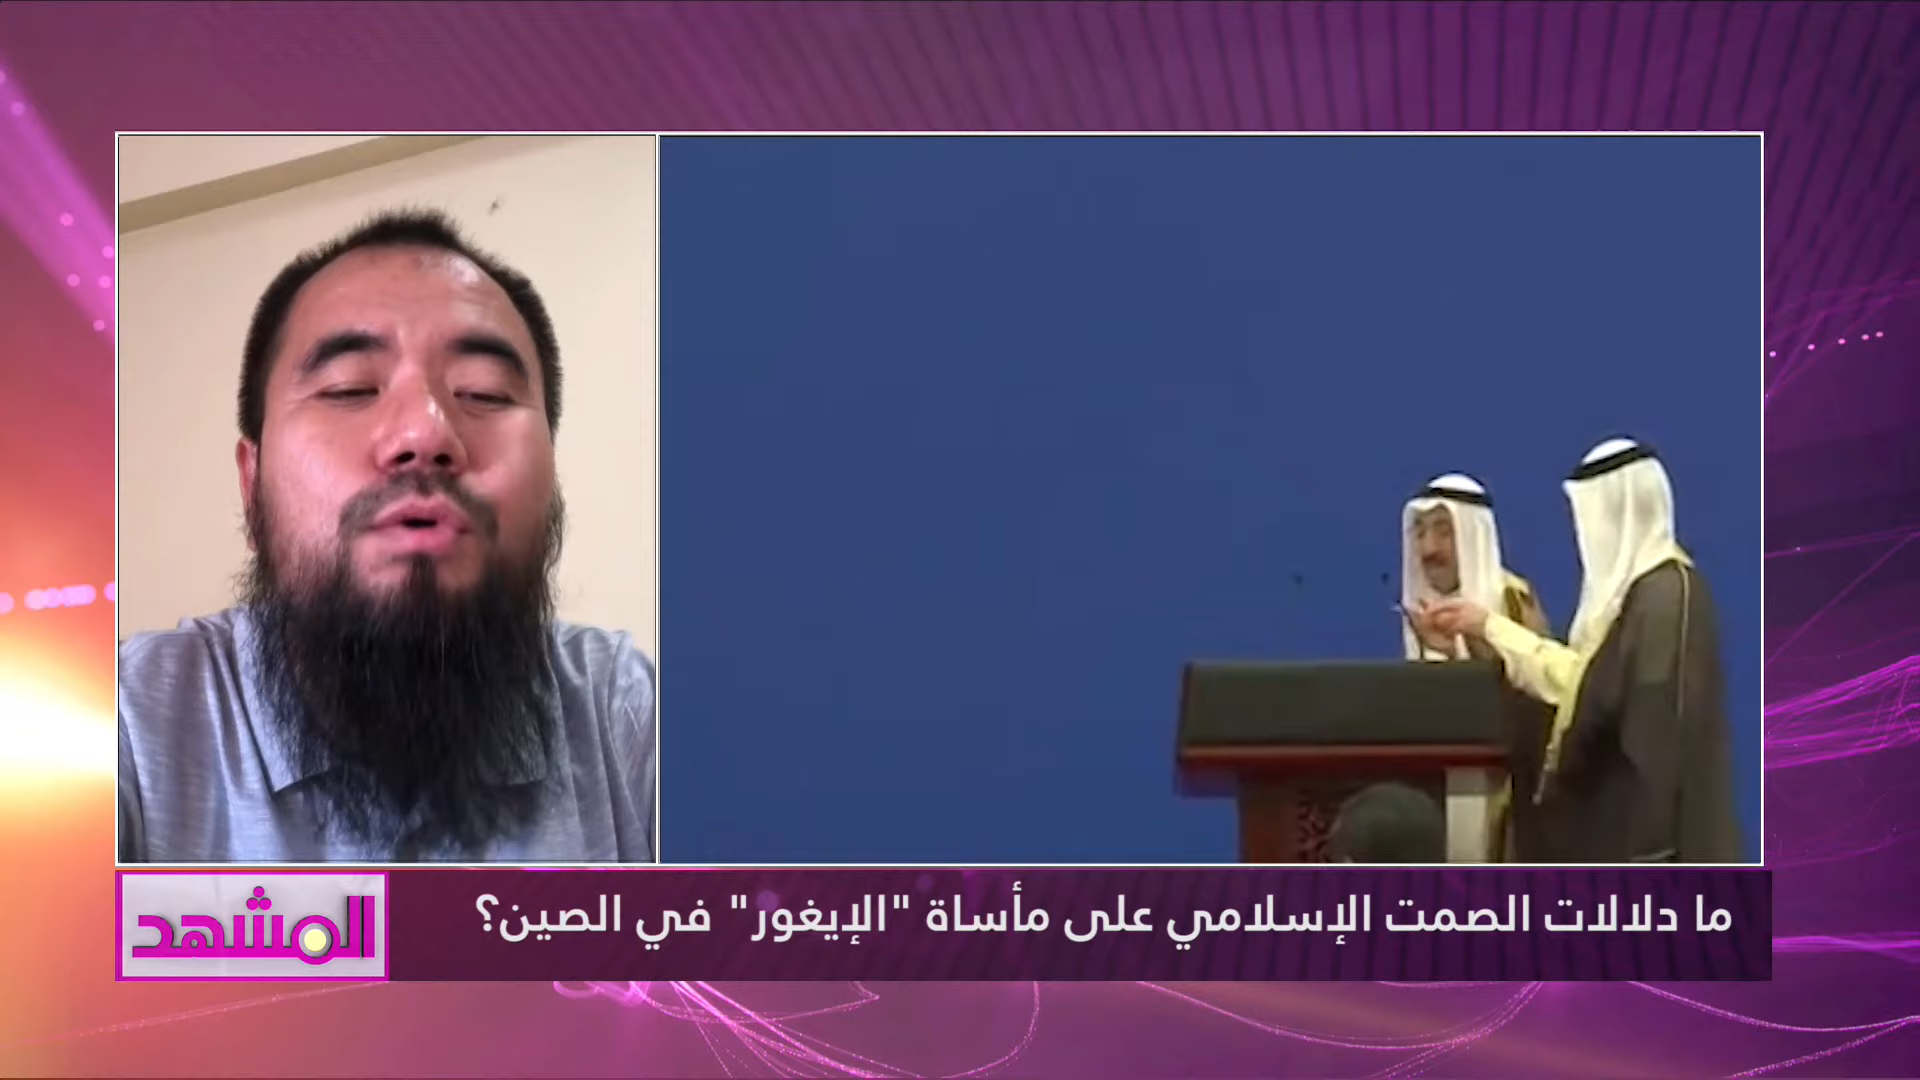 ما دلالات الصمت الإسلامي على مأساة "الإيغور" في الصين؟
المشهد